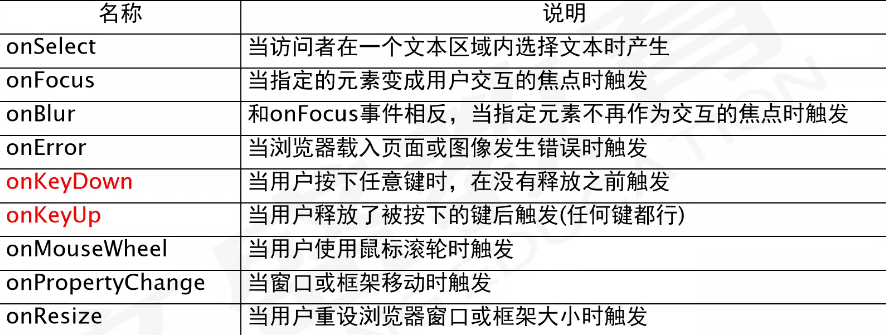 名称 说明
onSelect 当访问者在一个文本区域内选择文本时产生
onFocus 当指定的元素变成用户交互的焦点时触发
onBlur 和onFocus事件相反，当指定元素不再作为交互的焦点时触发
onError 当浏览器载入页面或图像发生错误时触发
onKeyDown 当用户按下任意键时，在没有释放之前触发
onKeyUp 当用户释放了被按下的键后触发(任何键都行)
onMouseWheel 当用户使用鼠标滚轮时触发
onPropertyChange 当窗口或框架移动时触发
onResize 当用户重设浏览器窗口或框架大小时触发